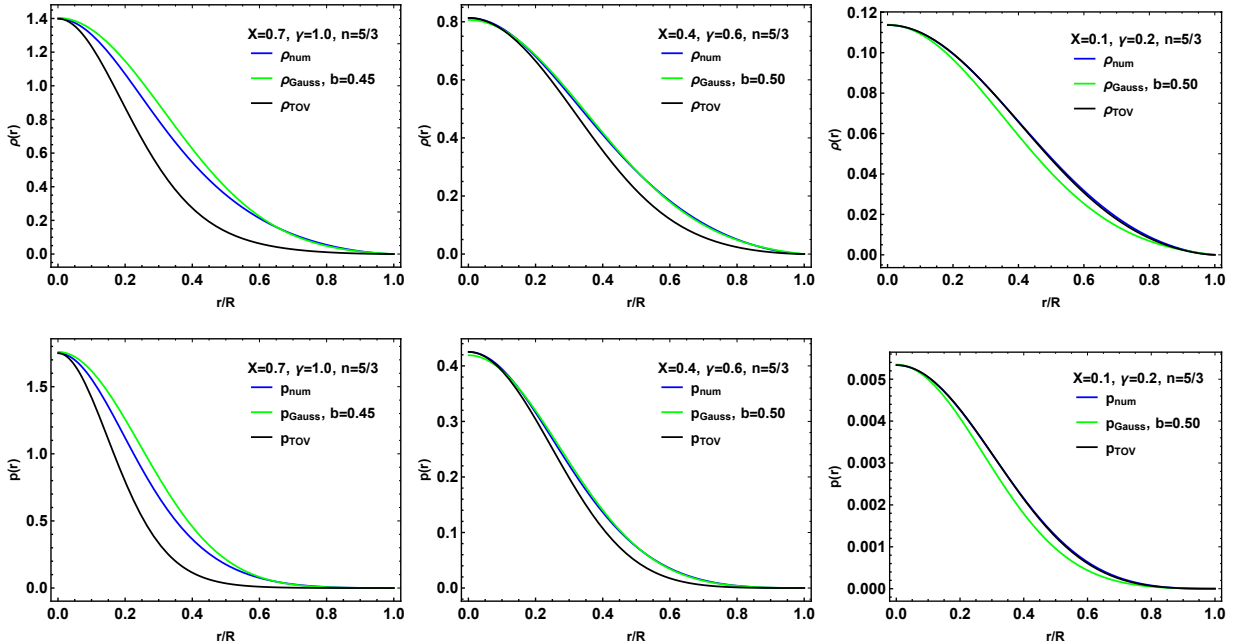 X=0.7, γ=1.0, n=5/3
ρnum
ρGauss, b=0.45
ρTOV
1.4
1.2
1.0
0.8
0.6
0.4
0.2
0.0
ρ(r)
0.0 0.2 0.4 0.6 0.8 1.0
r/R
X=0.4, γ=0.6, n=5/3
ρnum
ρGauss, b=0.50
ρTOV
0.8
0.6
0.4
0.2
0.0
ρ(r)
0.0 0.2 0.4 0.6 0.8 1.0
r/R
X=0.1, γ=0.2, n=5/3
ρnum
ρGauss, b=0.50
ρTOV
0.12
0.10
0.08
0.06
0.04
0.02
0.00
ρ(r)
0.0 0.2 0.4 0.6 0.8 1.0
r/R
X=0.7, γ=1.0, n=5/3
pnum
pGauss, b=0.45
pTOV
1.5
1.0
0.5
0.0
p(r)
0.0 0.2 0.4 0.6 0.8 1.0
r/R
X=0.4, γ=0.6, n=5/3
pnum
pGauss, b=0.50
pTOV
0.4
0.3
0.2
0.1
0.0
p(r)
0.0 0.2 0.4 0.6 0.8 1.0
r/R
X=0.1, γ=0.2, n=5/3
pnum
pGauss, b=0.50
pTOV
0.005
0.004
0.003
0.002
0.001
0.000
p(r)
0.0 0.2 0.4 0.6 0.8 1.0
r/R